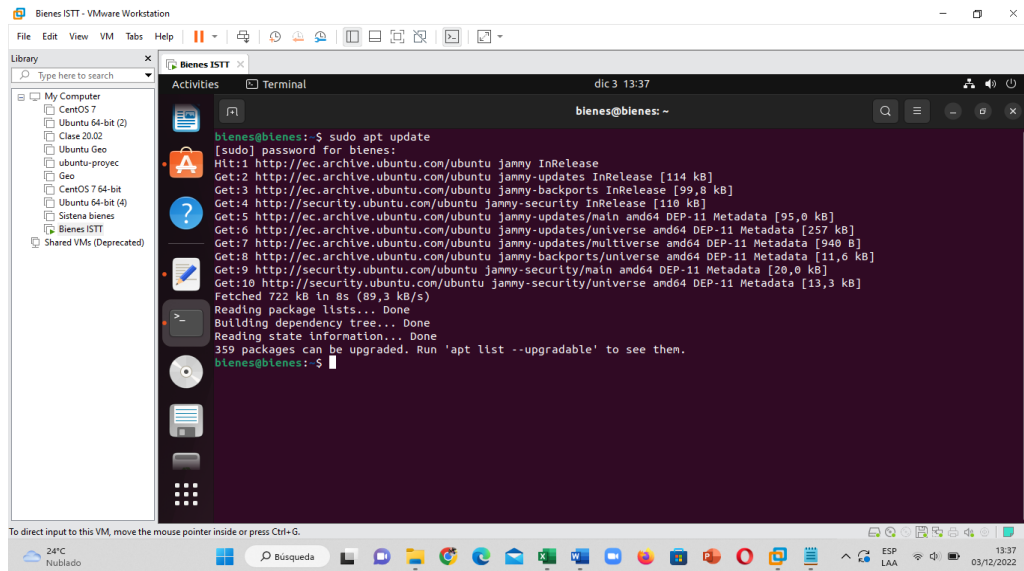 Bienes ISTT - VMware Workstation
File Edit View VM Tabs Help
Library
Type here to search
My Computer
CentOS 7
Ubuntu 64-bit (2)
Clase 20.02
Ubuntu Geo
ubuntu-proyec
Geo
CentOS 7 64-bit
Ubuntu 64-bit (4)
Sistena bienes
Bienes ISTT
Shared VMs (Deprecated)
Bienes ISTT
Activities Terminal dic 3 13:37
bienes@bienes: ~
bienes@bienes:~$ sudo apt update
[sudo] password for bienes:
Hit:1 http://ec.archive.ubuntu.com/ubuntu jammy InRelease
Get:2 http://ec.archive.ubuntu.com/ubuntu jammy-updates InRelease [114 kB]
Get:3 http://ec.archive.ubuntu.com/ubuntu jammy-backports InRelease [99,8 kB]
Get:4 http://security.ubuntu.com/ubuntu jammy-security InRelease [110 kB]
Get:5 http://ec.archive.ubuntu.com/ubuntu jammy-updates/main amd64 DEP-11 Metadata [95,0 kB]
Get:6 http://ec.archive.ubuntu.com/ubuntu jammy-updates/universe amd64 DEP-11 Metadata [257 kB]
Get:7 http://ec.archive.ubuntu.com/ubuntu jammy-updates/multiverse amd64 DEP-11 Metadata [940 B]
Get:8 http://ec.archive.ubuntu.com/ubuntu jammy-backports/universe amd64 DEP-11 Metadata [11,6 kB]
Get:9 http://security.ubuntu.com/ubuntu jammy-security/main amd64 DEP-11 Metadata [20,0 kB]
Get:10 http://security.ubuntu.com/ubuntu jammy-security/universe amd64 DEP-11 Metadata [13,3 kB]
Fetched 722 kB in 8s (89,3 kB/s)
Reading package lists... Done
Building dependency tree... Done
Reading state information... Done
359 packages can be upgraded. Run 'apt list --upgradable' to see them.
bienes@bienes:~$
To direct input to this VM, move the mouse pointer inside or press Ctrl+G.
24°C
Nublado
Búsqueda
ESP
LAA
13:37
03/12/2022